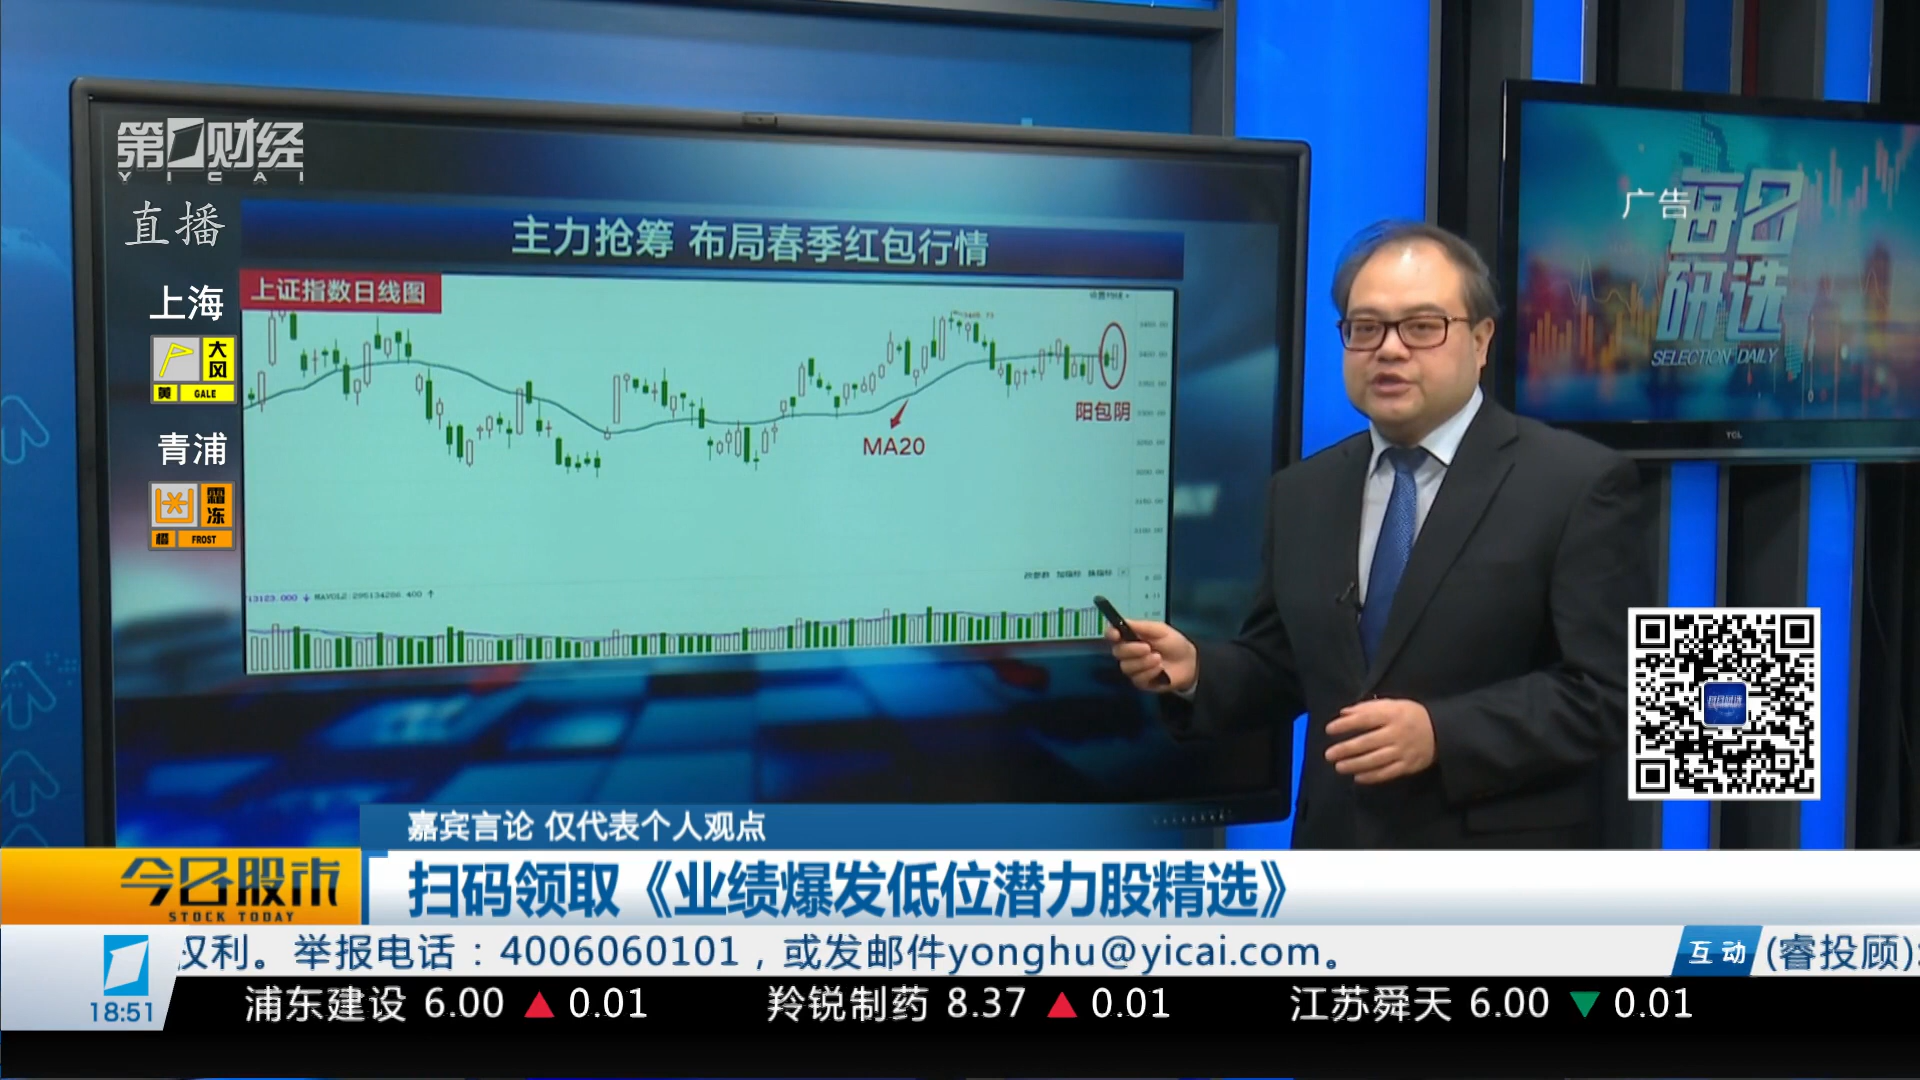 第一财经
YICAI
直播
上海
大风
黄 GALE
青浦
霜冻
橙 FROST
主力抢筹 布局春季红包行情
上证指数日线图
MA20
阳包阴
13123.000 ↓ MAVOL2:295134266.400 ↑
广告
每日
研选
SELECTION DAILY
TCL
嘉宾言论 仅代表个人观点
今日股市
STOCK TODAY
扫码领取《业绩爆发低位潜力股精选》
权利。举报电话：4006060101，或发邮件yonghu@yicai.com。
互动 (睿投顾):
18:51
浦东建设 6.00 ▲ 0.01 羚锐制药 8.37 ▲ 0.01 江苏舜天 6.00 ▼ 0.01